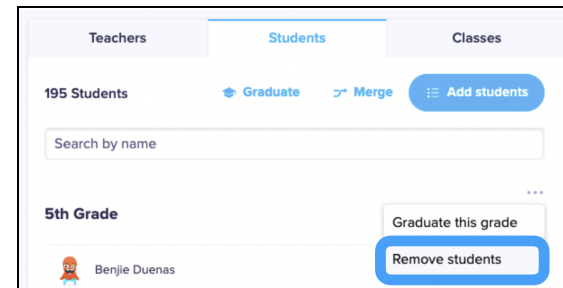 Teachers Students Classes
195 Students Graduate Merge Add students
Search by name
5th Grade
Graduate this grade
Remove students
Benjie Duenas